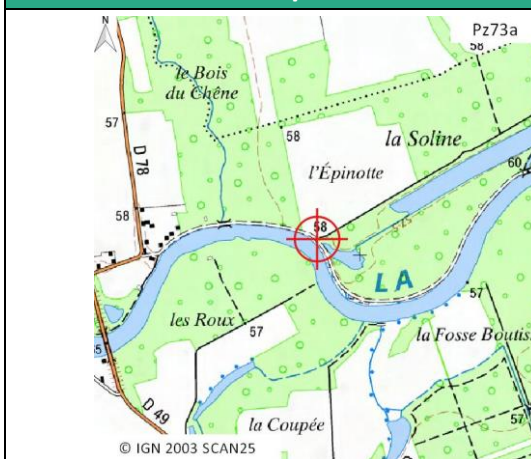 N
Pz73a
58
le Bois
du Chêne
57
58
la Soline
D 78
l'Épinotte
60
58
58
LA
57
les Roux
57
la Fosse Boutis
D 49
la Coupée
57
© IGN 2003 SCAN25